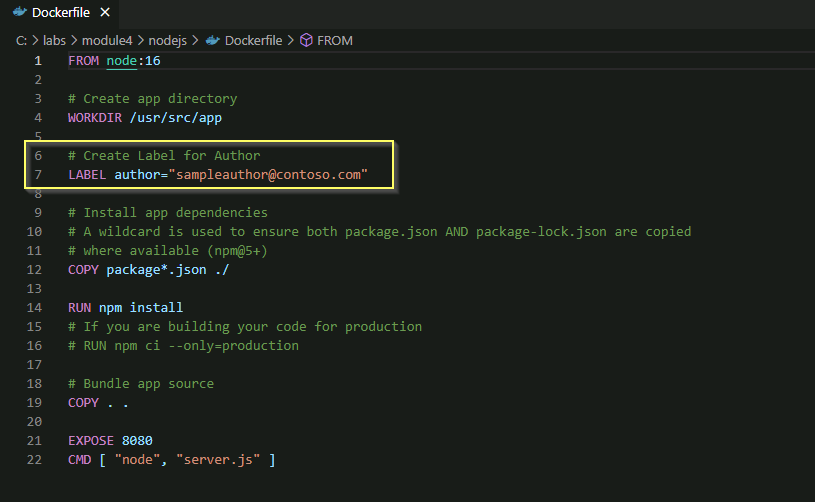 Dockerfile ×
C: > labs > module4 > nodejs > Dockerfile > FROM
1 FROM node:16
2
3 # Create app directory
4 WORKDIR /usr/src/app
5
6 # Create Label for Author
7 LABEL author="sampleauthor@contoso.com"
8
9 # Install app dependencies
10 # A wildcard is used to ensure both package.json AND package-lock.json are copied
11 # where available (npm@5+)
12 COPY package*.json ./
13
14 RUN npm install
15 # If you are building your code for production
16 # RUN npm ci --only=production
17
18 # Bundle app source
19 COPY . .
20
21 EXPOSE 8080
22 CMD [ "node", "server.js" ]